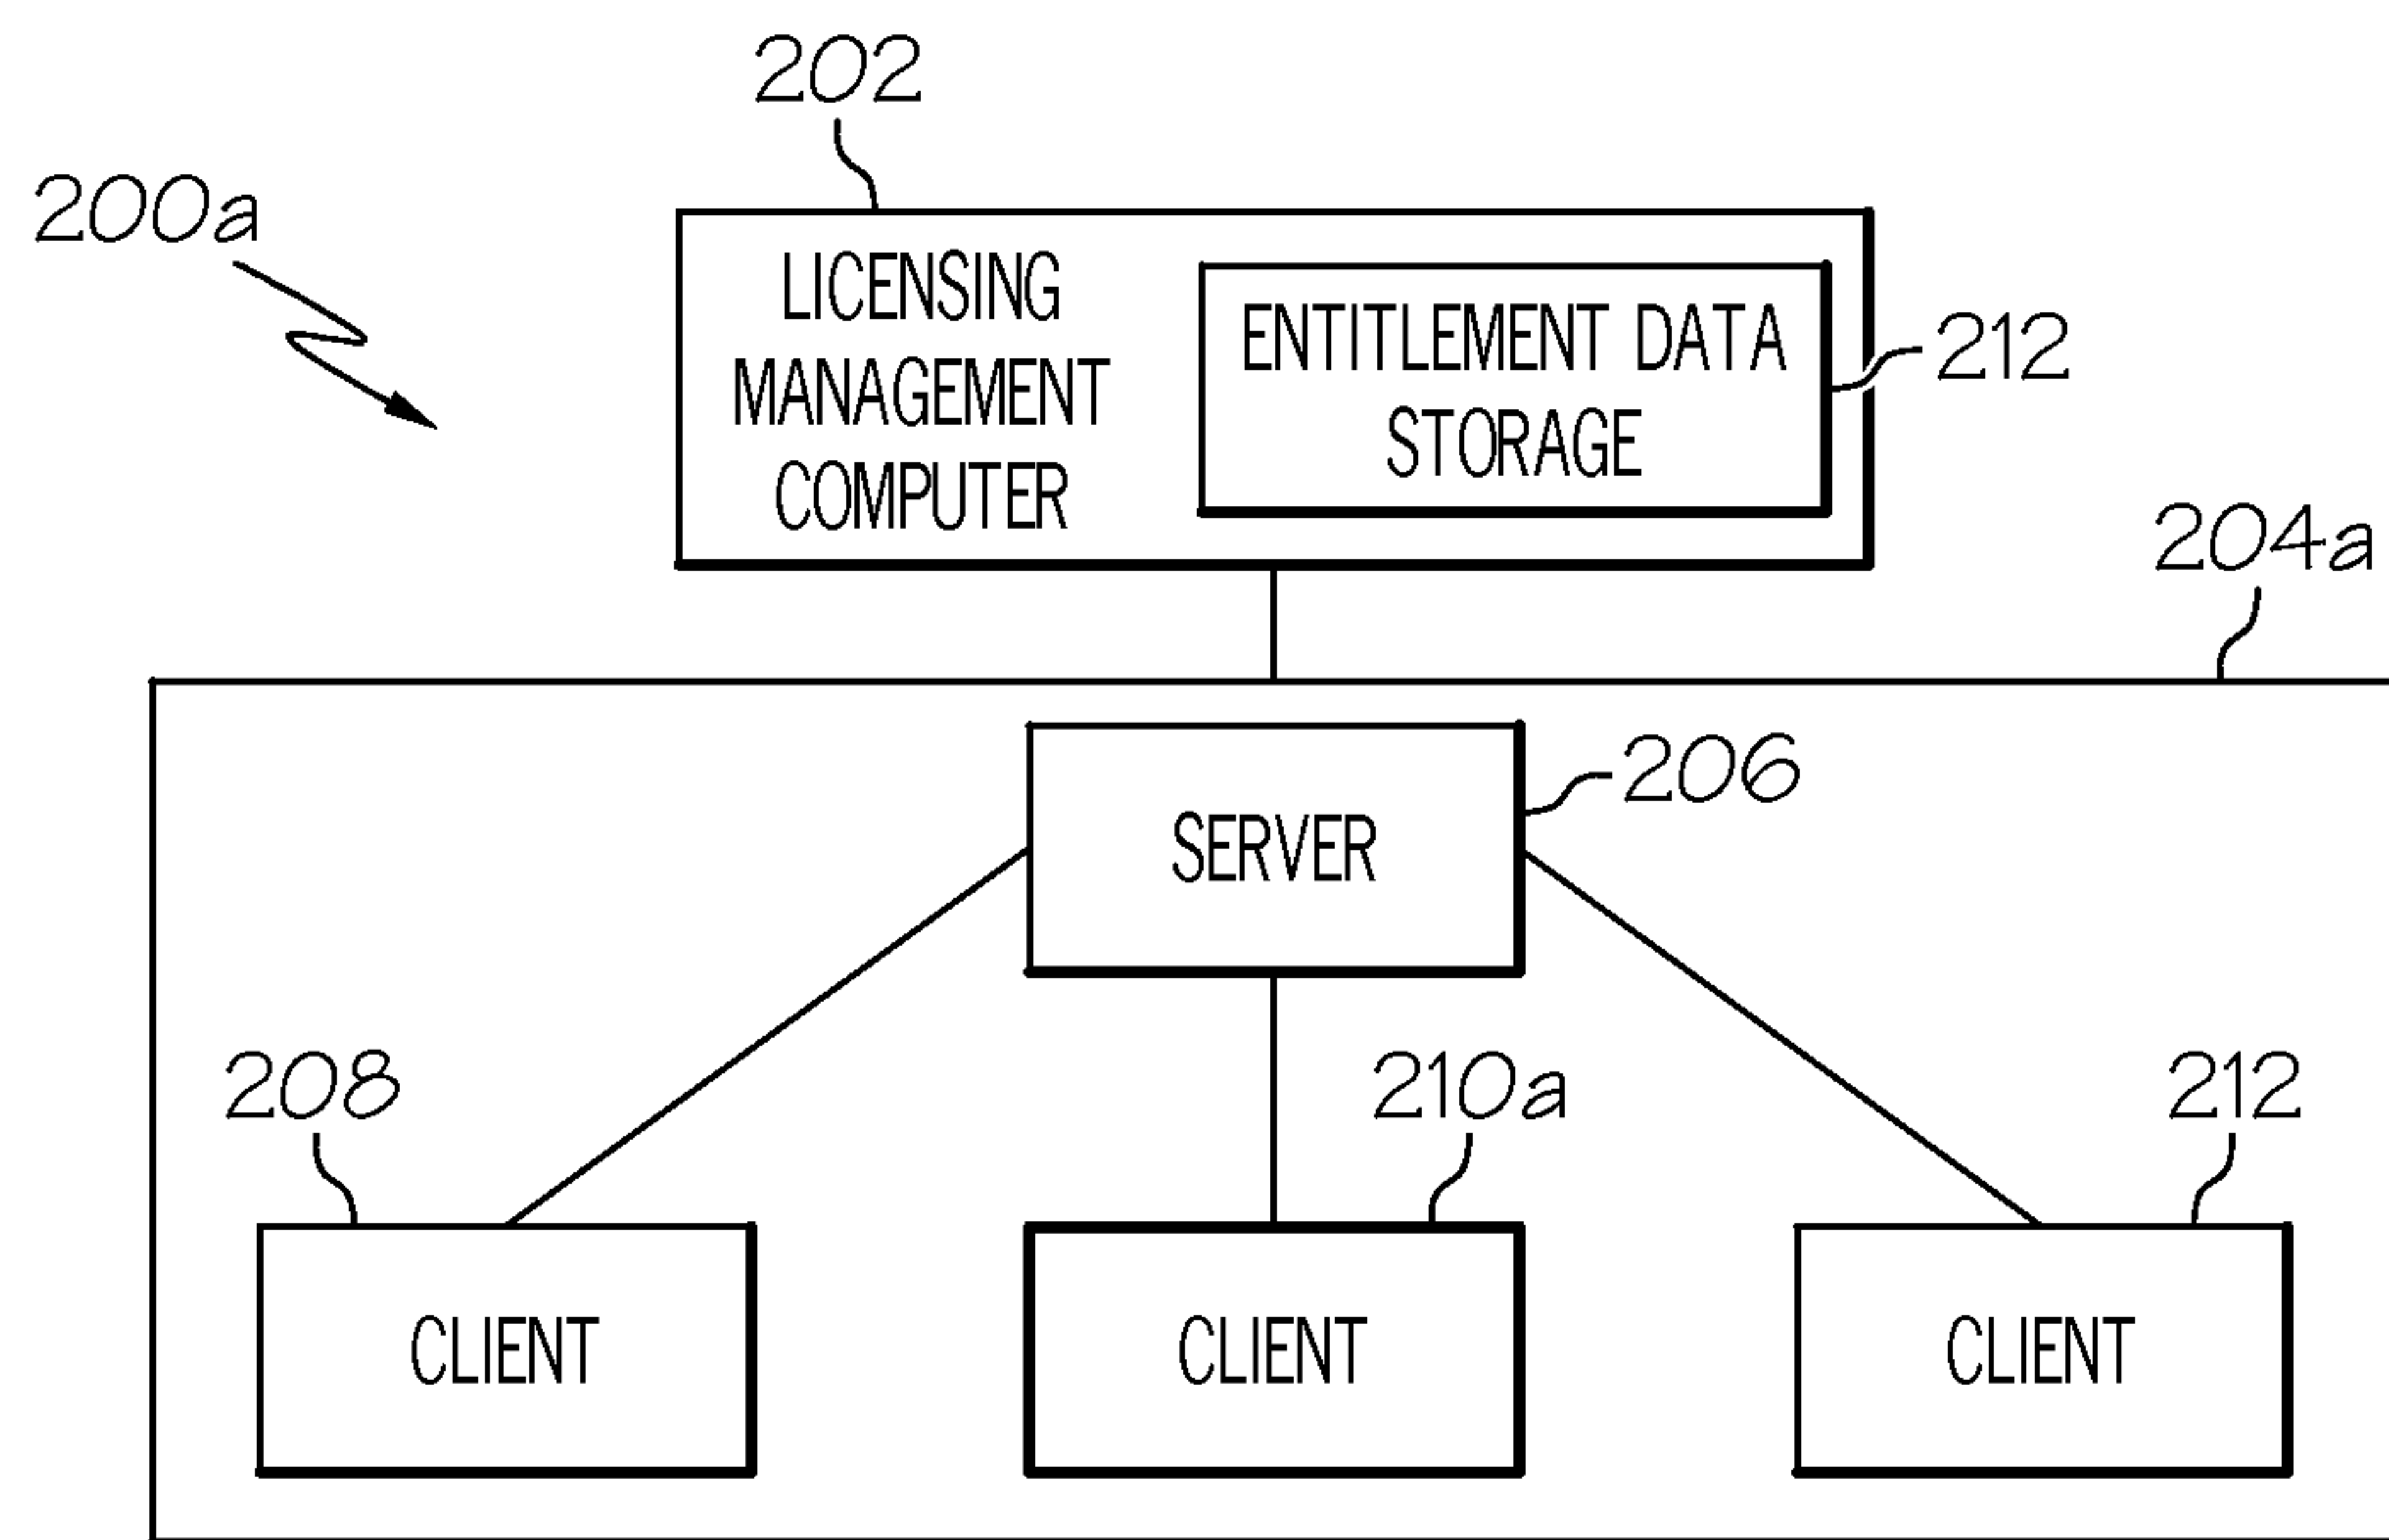 202
200a
LICENSING
MANAGEMENT
COMPUTER
ENTITLEMENT DATA
STORAGE
212
204a
SERVER
206
208
210a
212
CLIENT
CLIENT
CLIENT